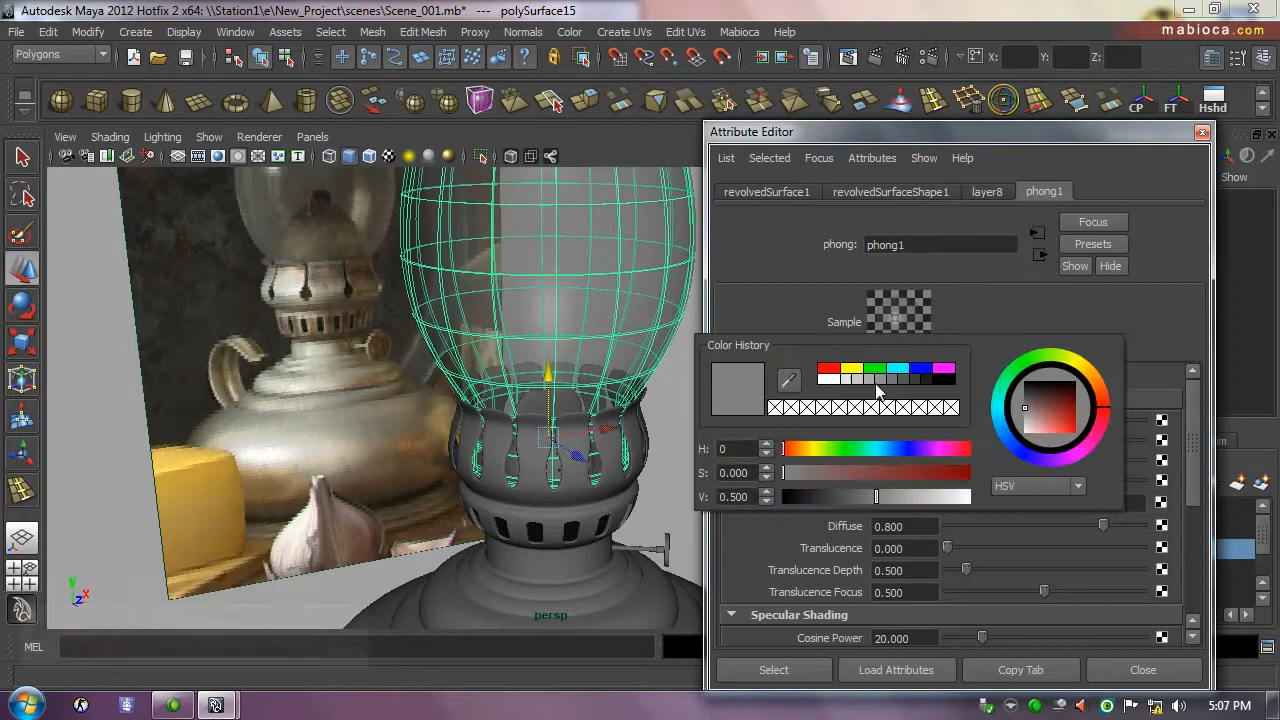 Autodesk Maya 2012 Hotfix 2 x64: \\Station1\e\New_Project\scenes\Scene_001.mb* --- polySurface15
File Edit Modify Create Display Window Assets Select Mesh Edit Mesh Proxy Normals Color Create UVs Edit UVs Mabioca Help
mabioca.com
Polygons X: Y: Z:
CP FT Hshd
View Shading Lighting Show Renderer Panels
Attribute Editor
List Selected Focus Attributes Show Help
Show
revolvedSurface1 revolvedSurfaceShape1 layer8 phong1
Focus
phong: phong1 Presets
Show Hide
Sample
Color History
H: 0
S: 0.000
V: 0.500 HSV
Diffuse 0.800
Translucence 0.000
Translucence Depth 0.500
Translucence Focus 0.500
Specular Shading
Cosine Power 20.000
y
z x
persp
MEL
Select Load Attributes Copy Tab Close
5:07 PM